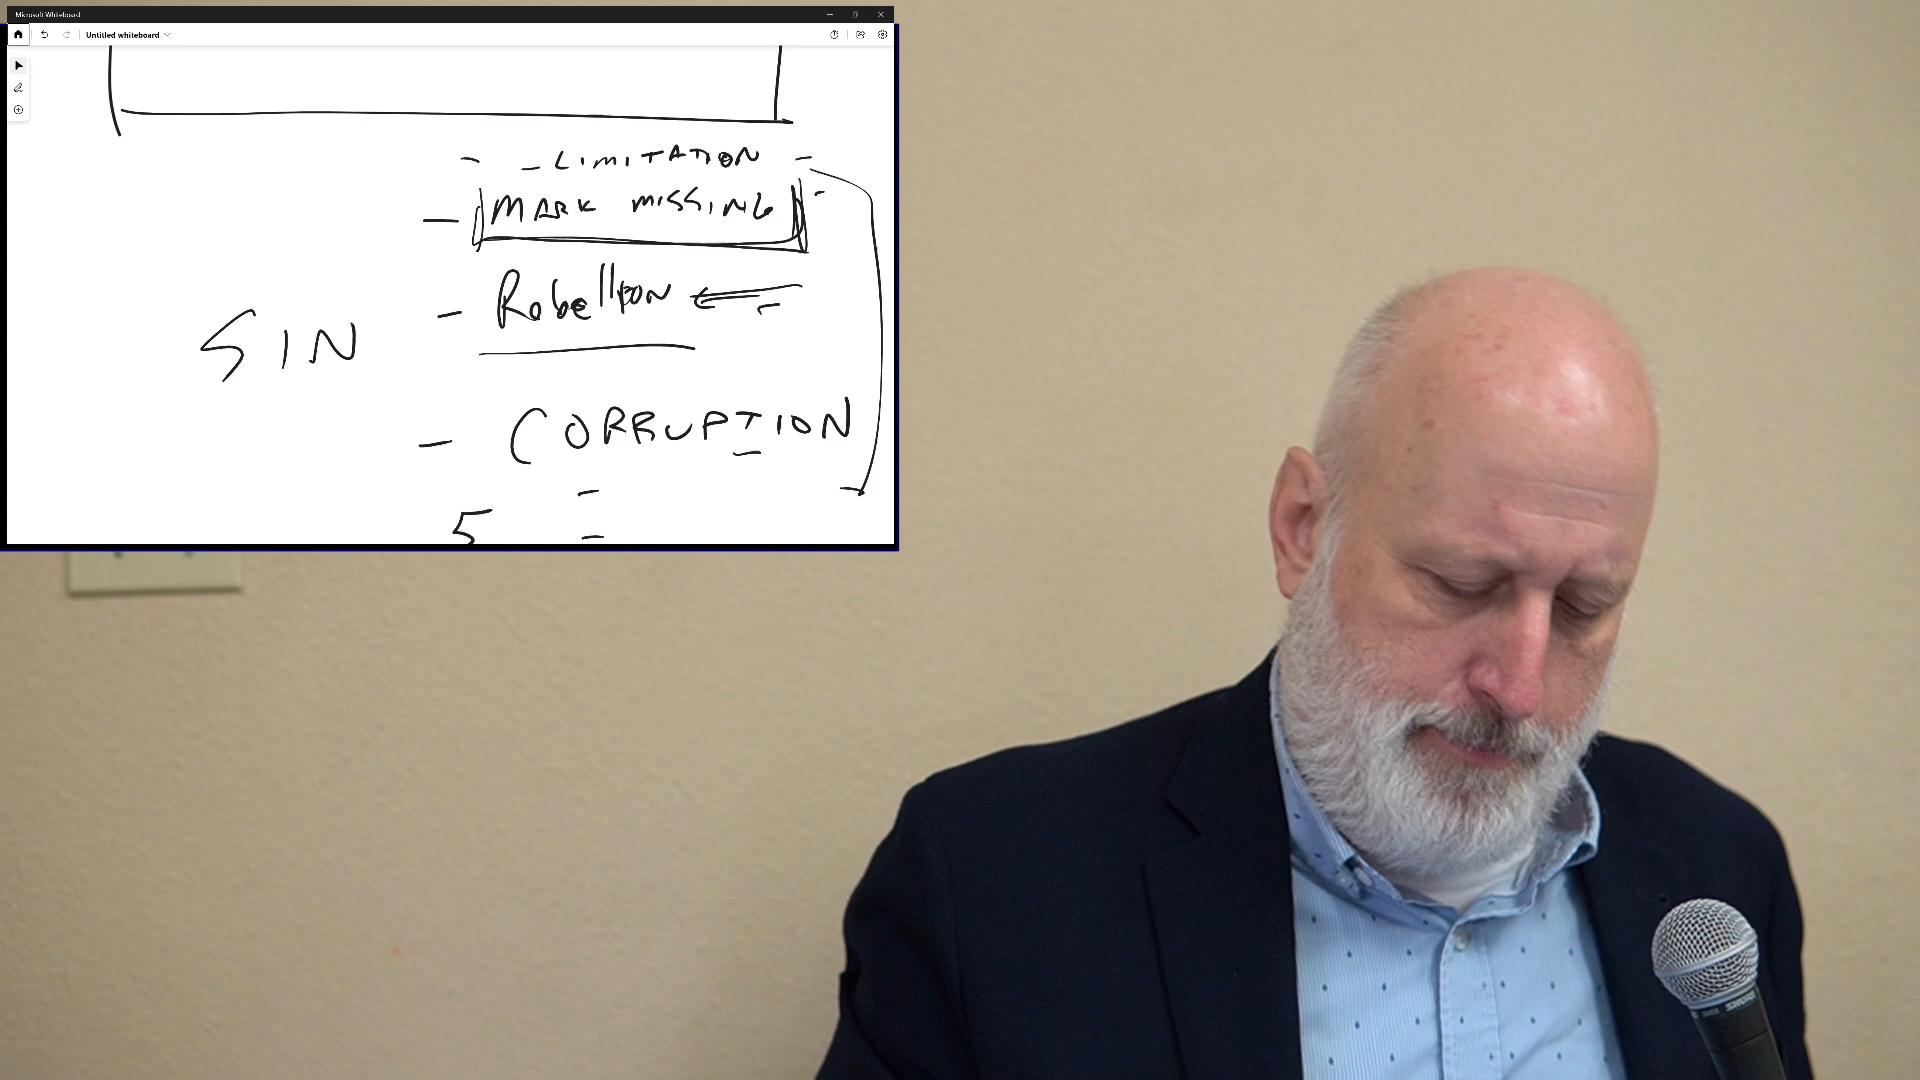 Microsoft Whiteboard
Untitled whiteboard
- LIMITATION -
- MARK MISSING -
- Rebellion
SIN
- CORRUPTION
5